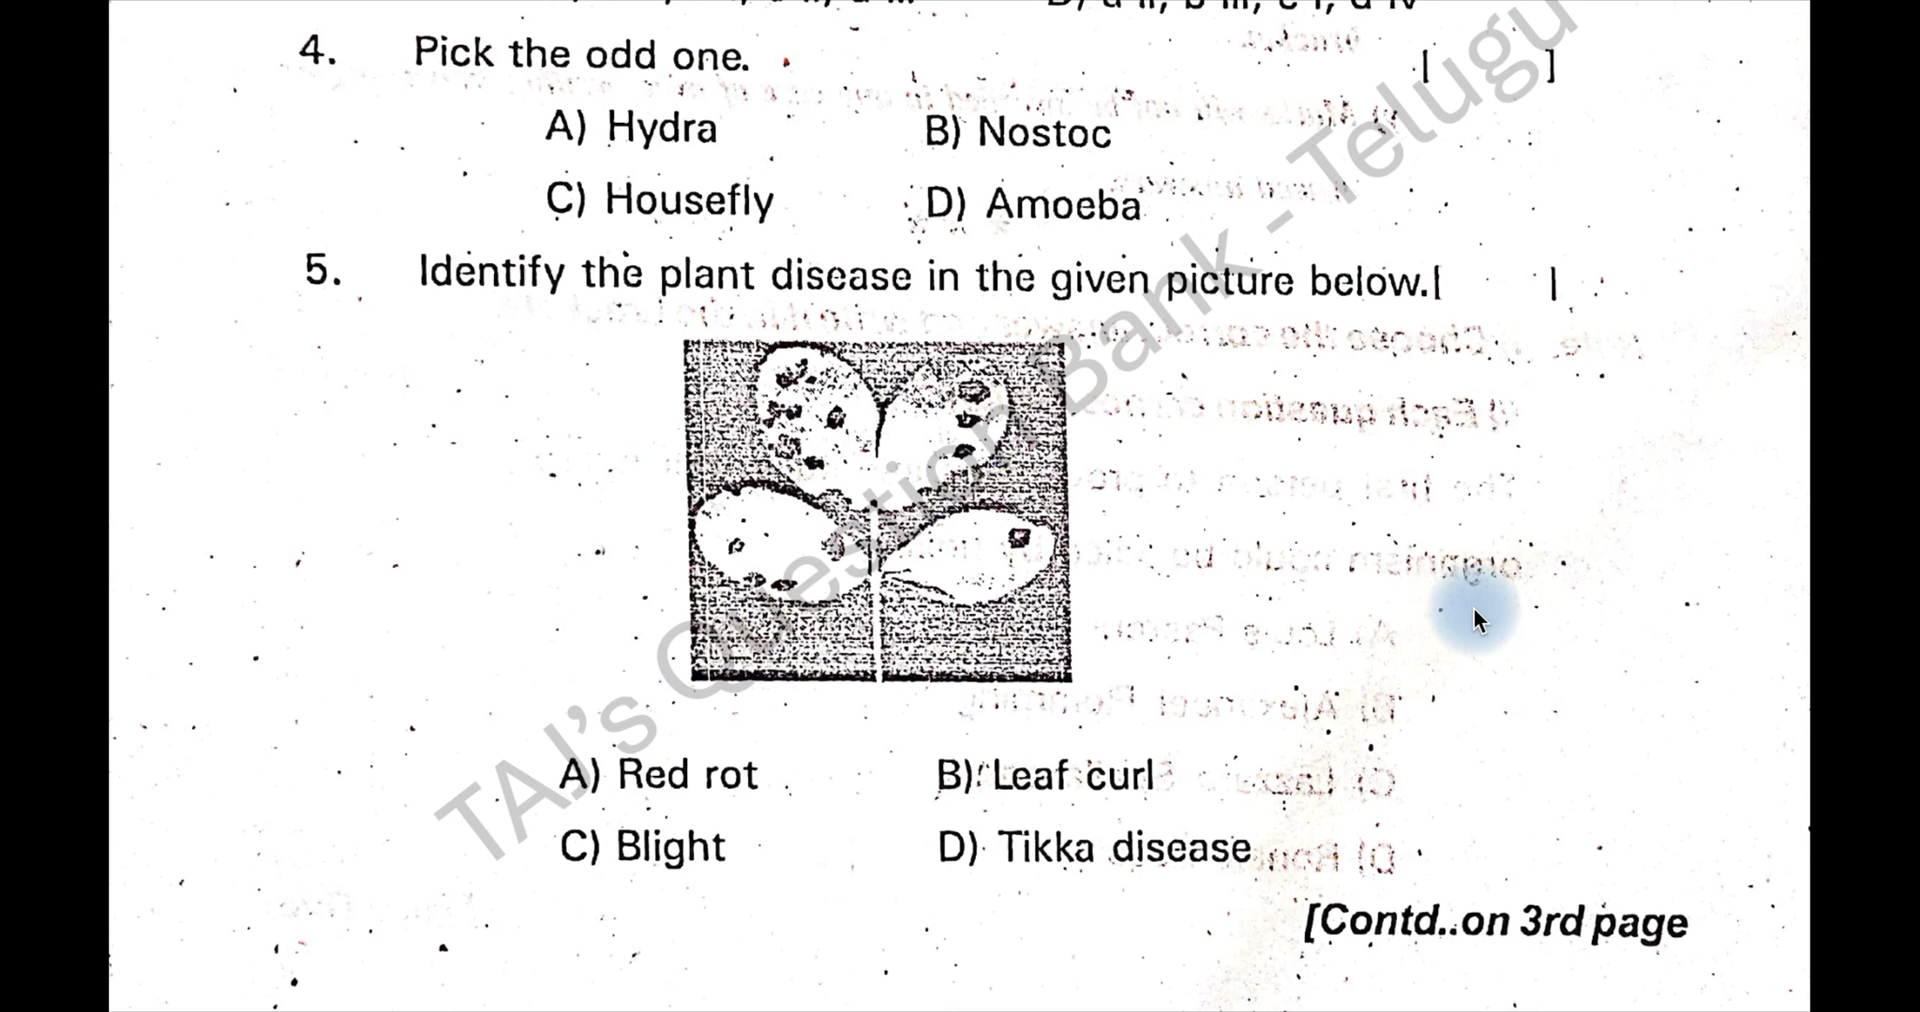 4. Pick the odd one. [ ]
A) Hydra B) Nostoc
C) Housefly D) Amoeba
5. Identify the plant disease in the given picture below.[ ]
A) Red rot B) Leaf curl
C) Blight D) Tikka disease
[Contd..on 3rd page
TAJ's Question Bank - Telugu